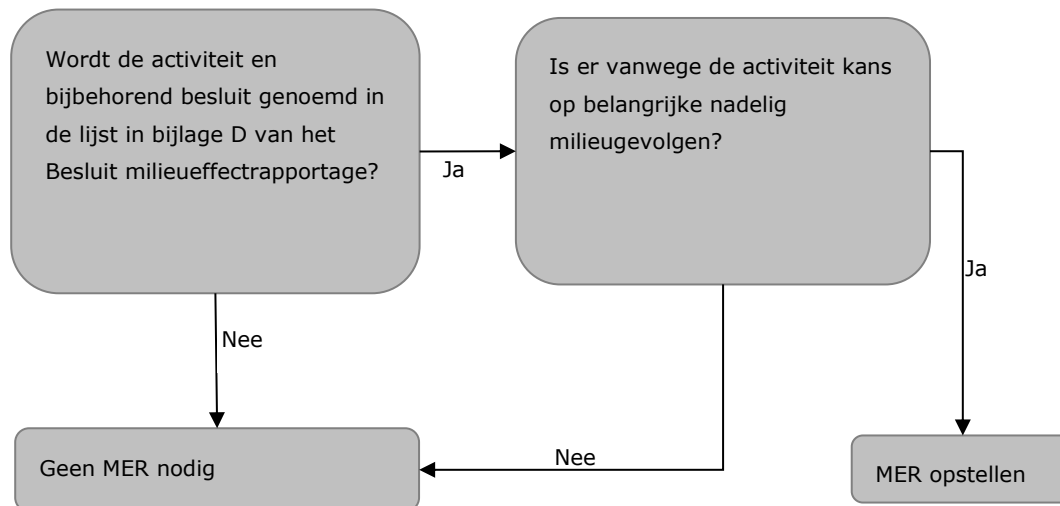 Wordt de activiteit en
bijbehorend besluit genoemd in
de lijst in bijlage D van het
Besluit milieueffectrapportage?
Ja
Is er vanwege de activiteit kans
op belangrijke nadelig
milieugevolgen?
Ja
Nee
Nee
Geen MER nodig
MER opstellen